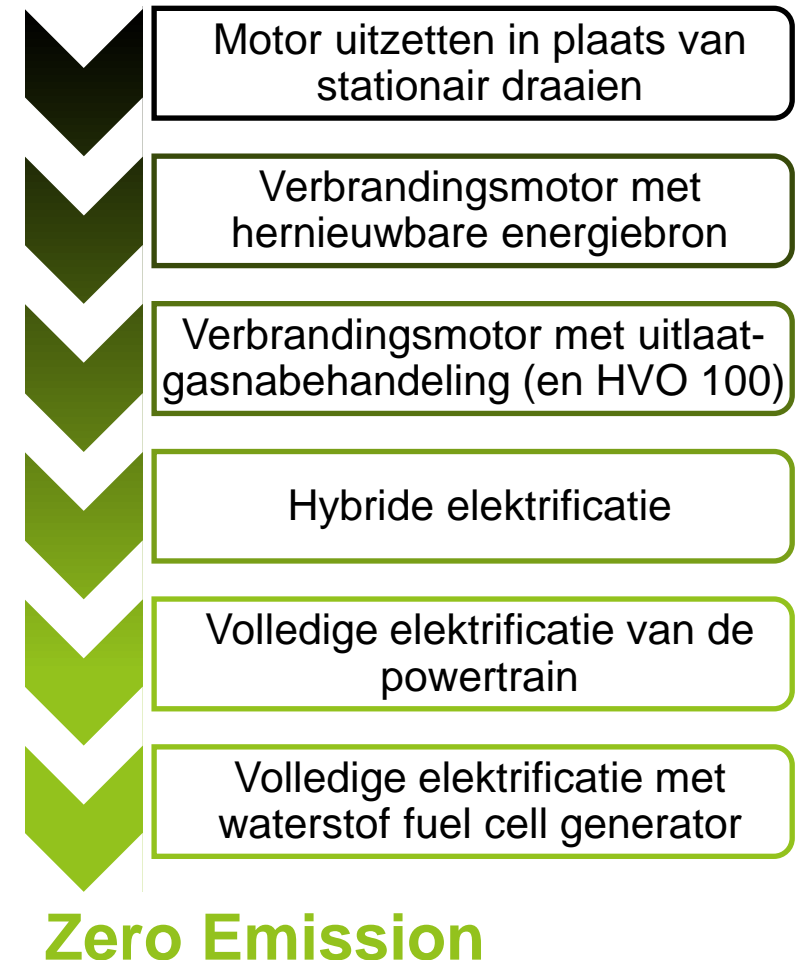 Motor uitzetten in plaats van
stationair draaien
Verbrandingsmotor met
hernieuwbare energiebron
Verbrandingsmotor met uitlaat-
gasnabehandeling (en HVO 100)
Hybride elektrificatie
Volledige elektrificatie van de
powertrain
Volledige elektrificatie met
waterstof fuel cell generator
Zero Emission